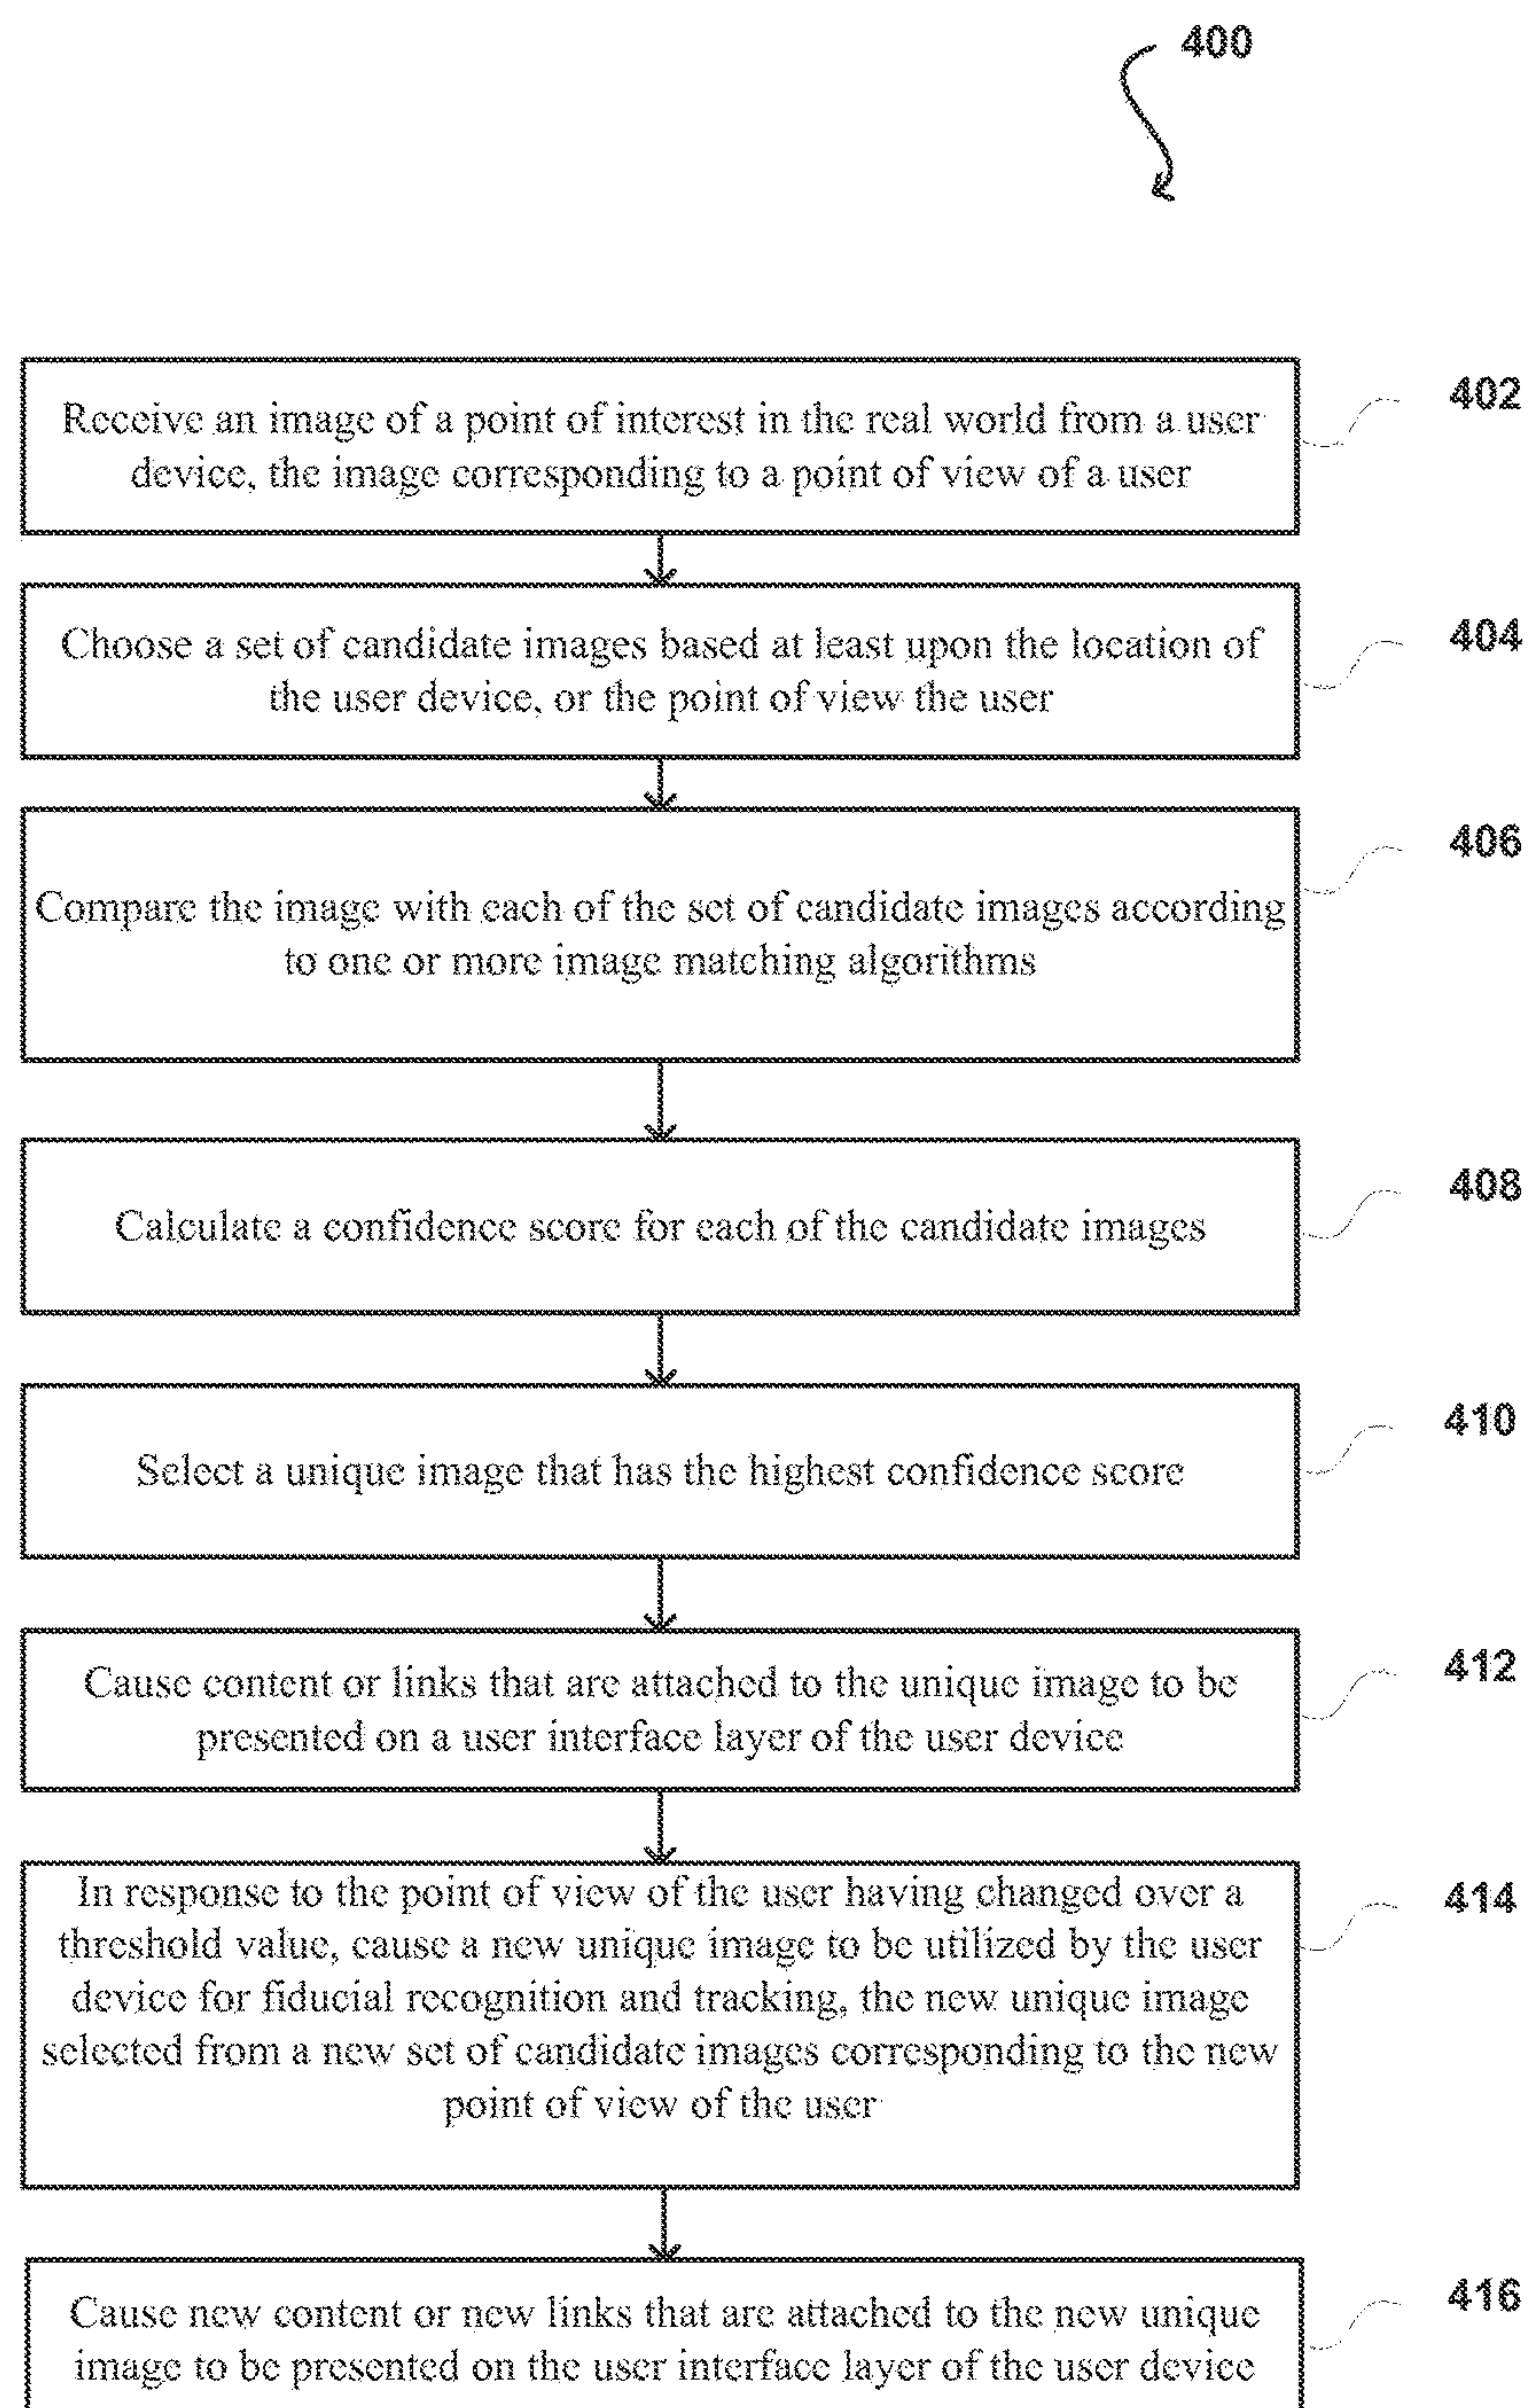 400
Receive an image of a point of interest in the real world from a user
device, the image corresponding to a point of view of a user
402
Choose a set of candidate images based at least upon the location of
the user device, or the point of view the user
404
Compare the image with each of the set of candidate images according
to one or more image matching algorithms
406
Calculate a confidence score for each of the candidate images
408
Select a unique image that has the highest confidence score
410
Cause content or links that are attached to the unique image to be
presented on a user interface layer of the user device
412
In response to the point of view of the user having changed over a
threshold value, cause a new unique image to be utilized by the user
device for fiducial recognition and tracking, the new unique image
selected from a new set of candidate images corresponding to the new
point of view of the user
414
Cause new content or new links that are attached to the new unique
image to be presented on the user interface layer of the user device
416